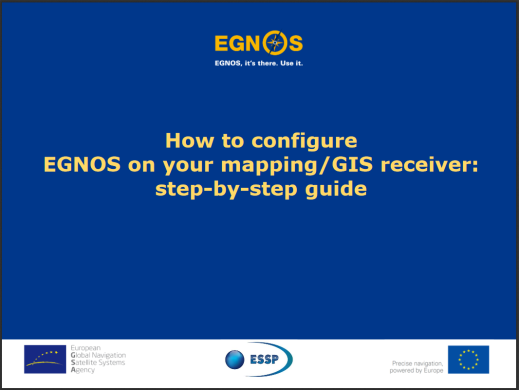 EGNOS
EGNOS, it's there. Use it.
How to configure
EGNOS on your mapping/GIS receiver:
step-by-step guide
European
Global Navigation
Satellite Systems
Agency
ESSP
Precise navigation,
powered by Europe